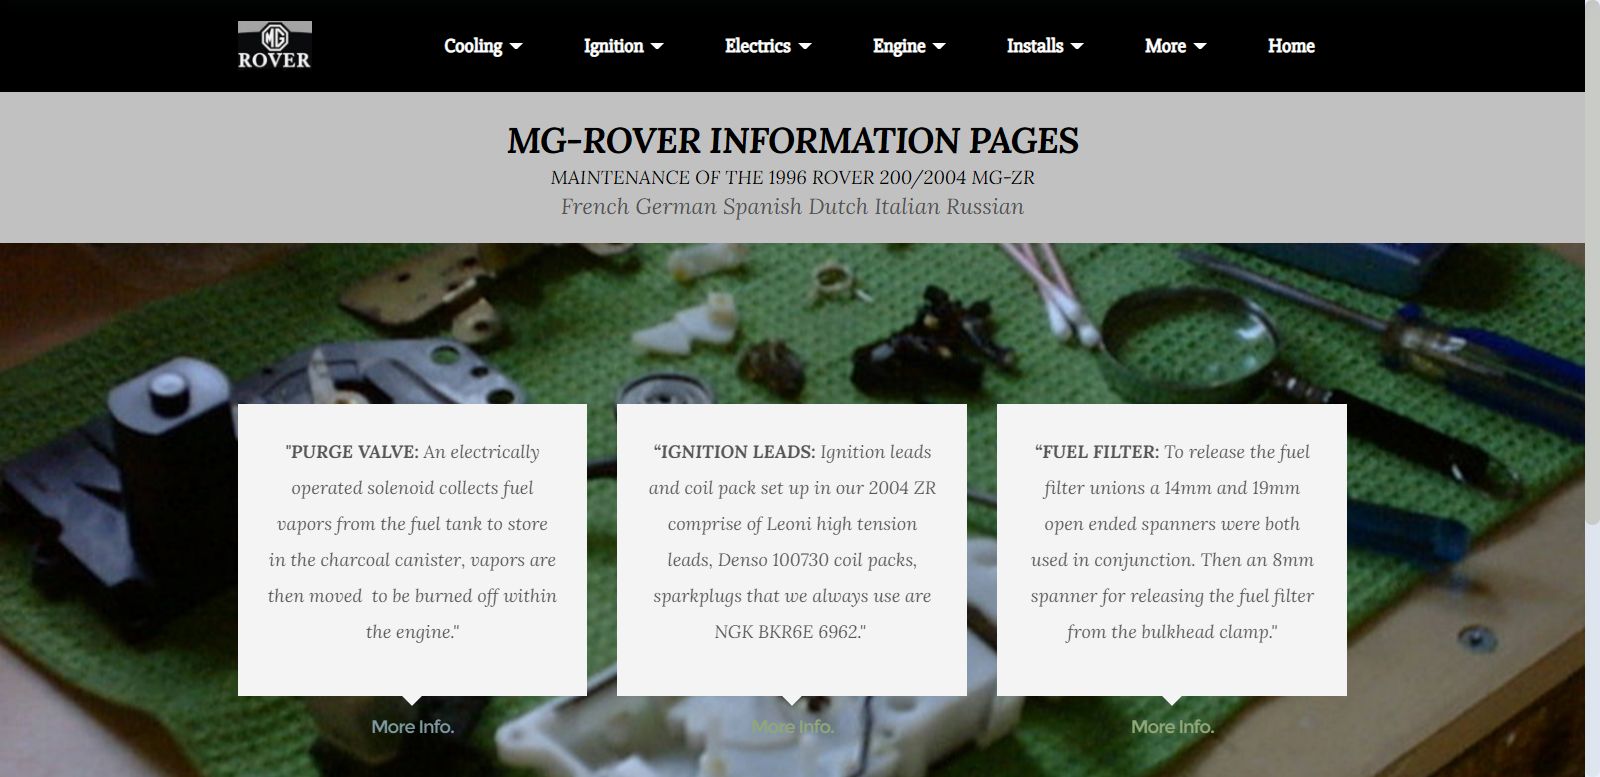 MG
ROVER
Cooling
Ignition
Electrics
Engine
Installs
More
Home
MG-ROVER INFORMATION PAGES
MAINTENANCE OF THE 1996 ROVER 200/2004 MG-ZR
French German Spanish Dutch Italian Russian
"PURGE VALVE: An electrically
operated solenoid collects fuel
vapors from the fuel tank to store
in the charcoal canister, vapors are
then moved  to be burned off within
the engine."
More Info.
“IGNITION LEADS: Ignition leads
and coil pack set up in our 2004 ZR
comprise of Leoni high tension
leads, Denso 100730 coil packs,
sparkplugs that we always use are
NGK BKR6E 6962."
More Info.
“FUEL FILTER: To release the fuel
filter unions a 14mm and 19mm
open ended spanners were both
used in conjunction. Then an 8mm
spanner for releasing the fuel filter
from the bulkhead clamp."
More Info.